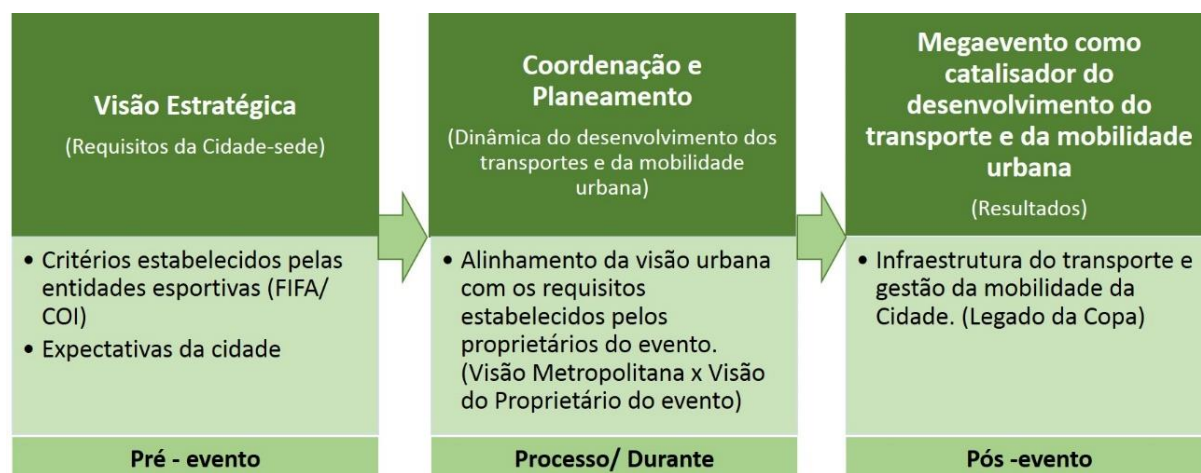 Visão Estratégica
(Requisitos da Cidade-sede)
• Critérios estabelecidos pelas
entidades esportivas (FIFA/
COI)
• Expectativas da cidade
Pré - evento
Coordenação e
Planeamento
(Dinâmica do desenvolvimento dos
transportes e da mobilidade
urbana)
• Alinhamento da visão urbana
com os requisitos
estabelecidos pelos
proprietários do evento.
(Visão Metropolitana x Visão
do Proprietário do evento)
Processo/ Durante
Megaevento como
catalisador do
desenvolvimento do
transporte e da mobilidade
urbana
(Resultados)
• Infraestrutura do transporte e
gestão da mobilidade da
Cidade. (Legado da Copa)
Pós -evento